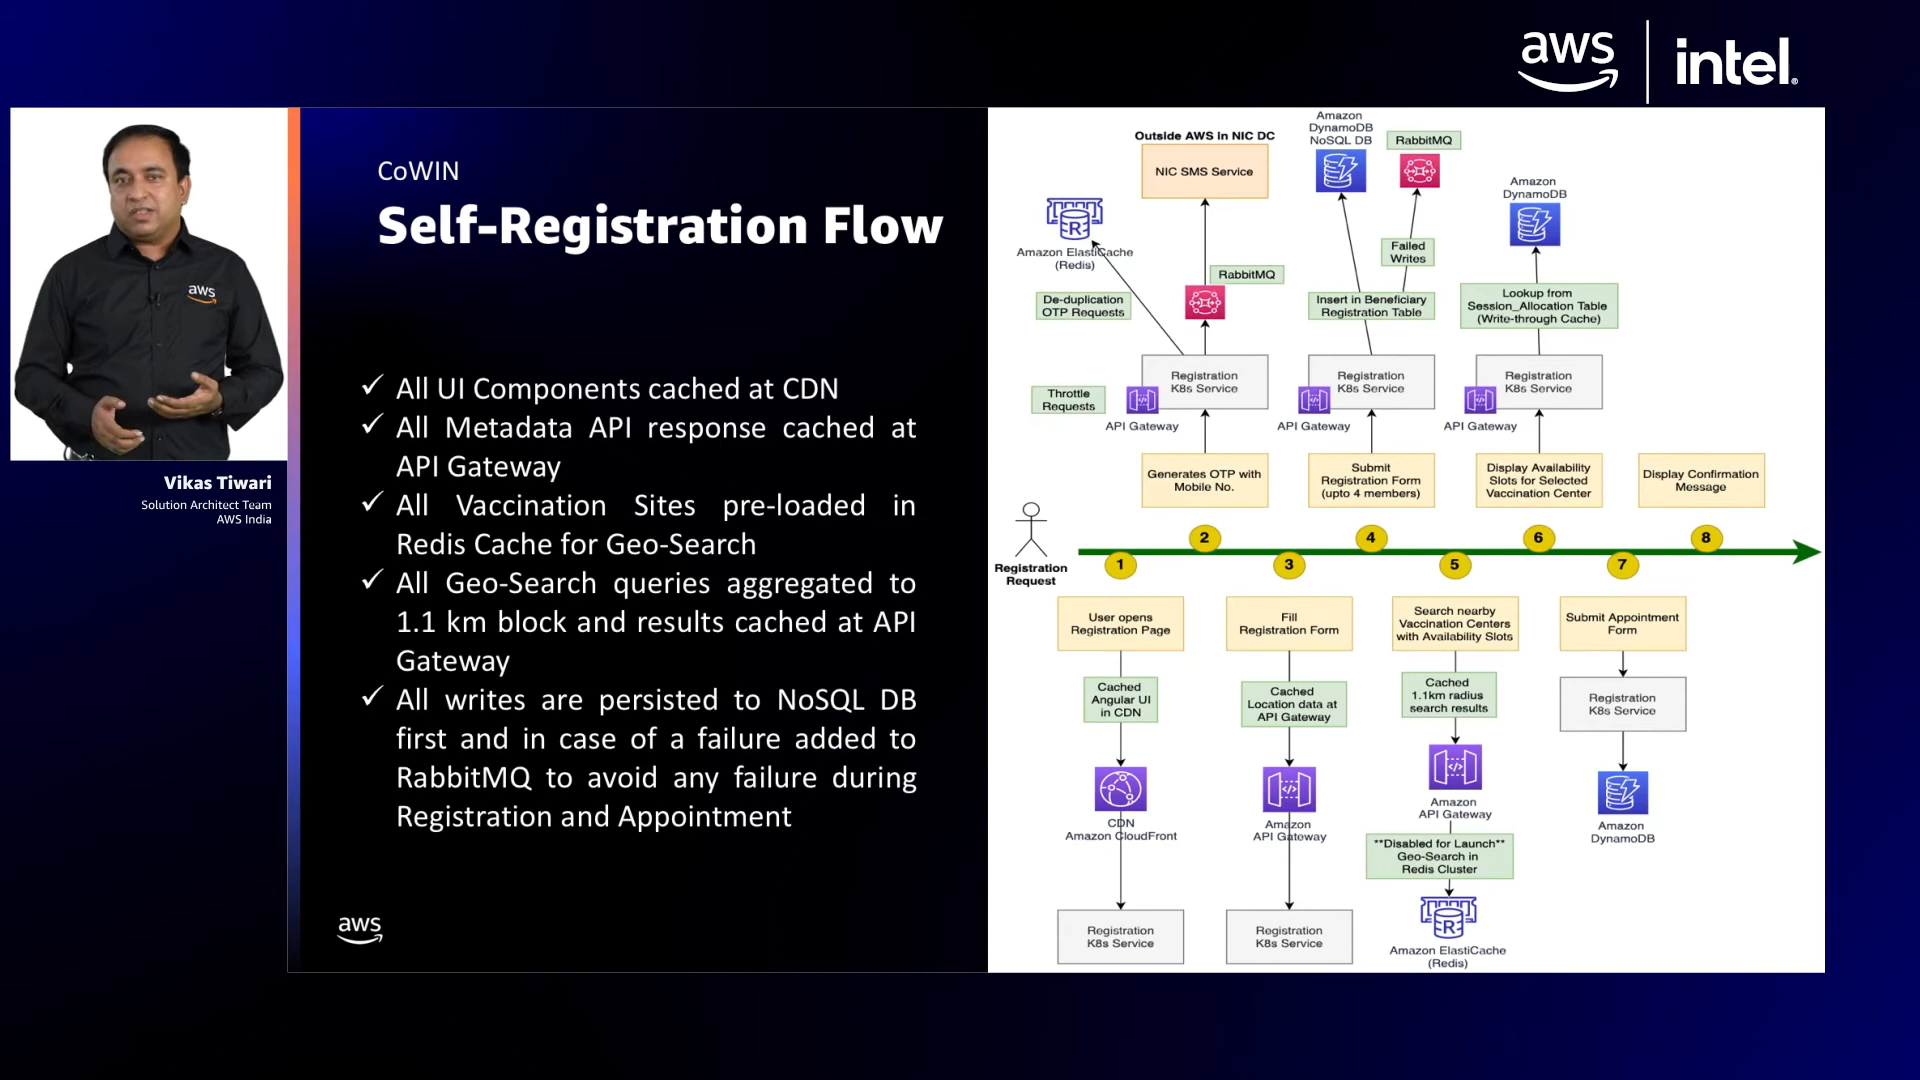 aws
intel.
aws
Vikas Tiwari
Solution Architect Team
AWS India
CoWIN
Self-Registration Flow
✓ All UI Components cached at CDN
✓ All Metadata API response cached at
API Gateway
✓ All Vaccination Sites pre-loaded in
Redis Cache for Geo-Search
✓ All Geo-Search queries aggregated to
1.1 km block and results cached at API
Gateway
✓ All writes are persisted to NoSQL DB
first and in case of a failure added to
RabbitMQ to avoid any failure during
Registration and Appointment
aws
Outside AWS in NIC DC
NIC SMS Service
Amazon
DynamoDB
NoSQL DB
RabbitMQ
Amazon
DynamoDB
R
Amazon ElastiCache
(Redis)
Failed
Writes
RabbitMQ
De-duplication
OTP Requests
Insert in Beneficiary
Registration Table
Lookup from
Session_Allocation Table
(Write-through Cache)
Registration
K8s Service
Registration
K8s Service
Registration
K8s Service
Throttle
Requests
API Gateway
API Gateway
API Gateway
Generates OTP with
Mobile No.
Submit
Registration Form
(upto 4 members)
Display Availability
Slots for Selected
Vaccination Center
Display Confirmation
Message
Registration
Request
2
4
6
8
1
3
5
7
User opens
Registration Page
Fill
Registration Form
Search nearby
Vaccination Centers
with Availability Slots
Submit Appointment
Form
Cached
Angular UI
in CDN
Cached
Location data at
API Gateway
Cached
1.1km radius
search results
Registration
K8s Service
CDN
Amazon CloudFront
Amazon
API Gateway
Amazon
API Gateway
Amazon
DynamoDB
**Disabled for Launch**
Geo-Search in
Redis Cluster
Registration
K8s Service
Registration
K8s Service
R
Amazon ElastiCache
(Redis)